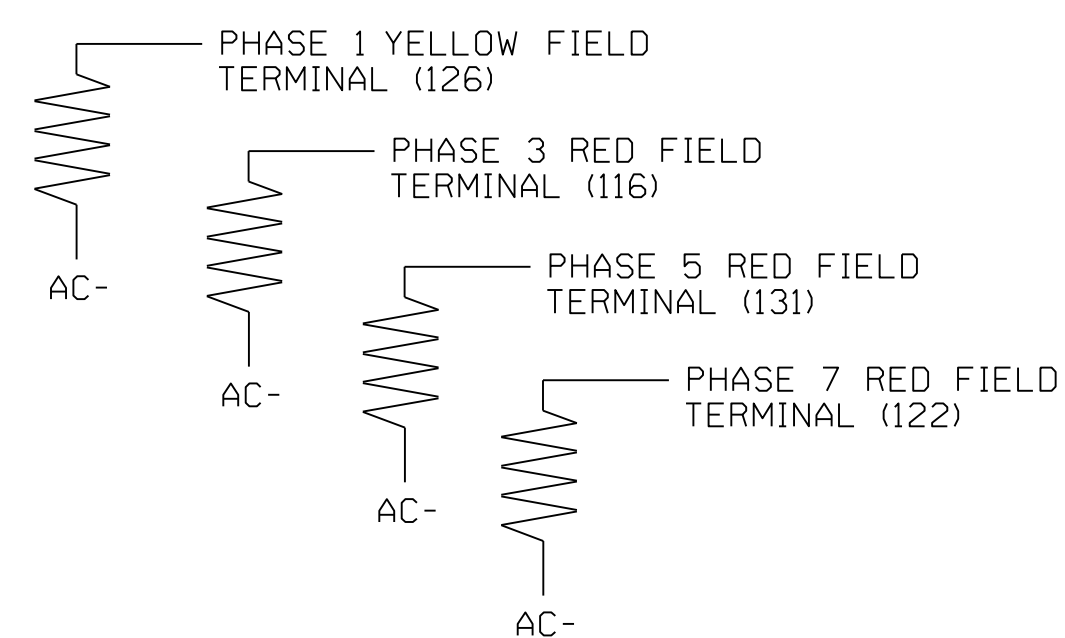 PHASE 1 YELLOW FIELD
TERMINAL (126)
AC-
PHASE 3 RED FIELD
TERMINAL (116)
AC-
PHASE 5 RED FIELD
TERMINAL (131)
AC-
PHASE 7 RED FIELD
TERMINAL (122)
AC-